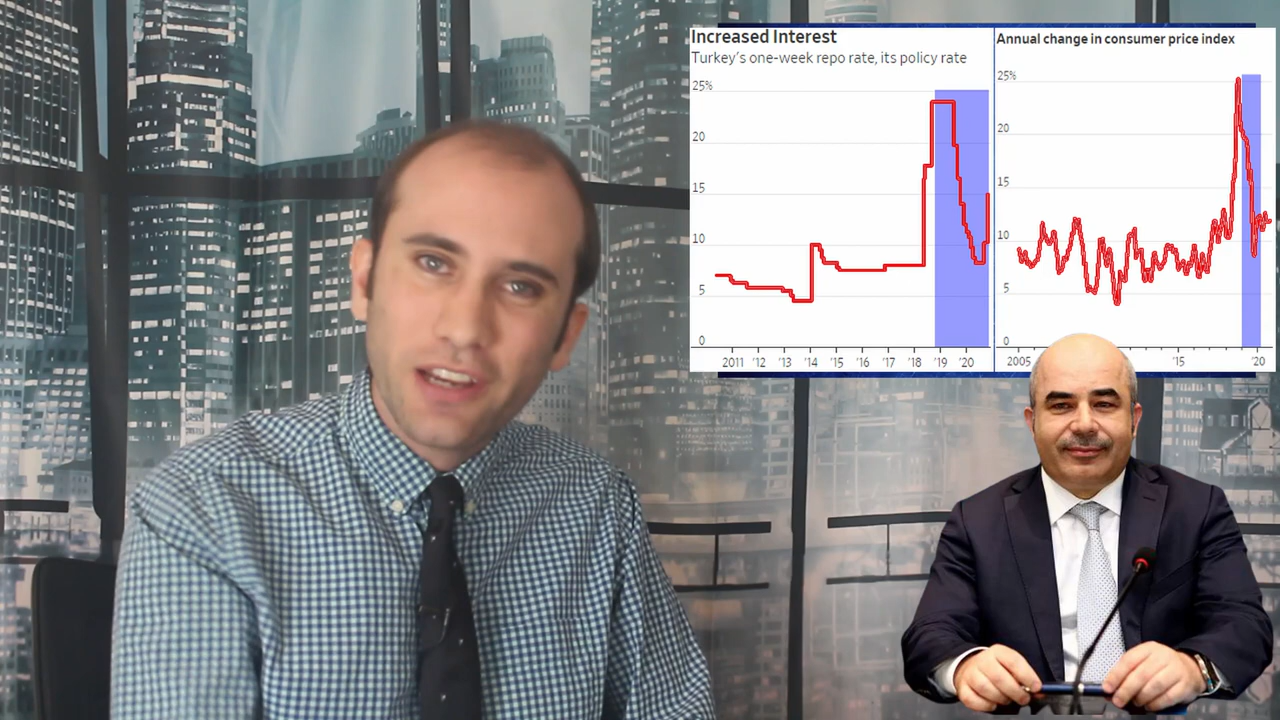 Increased Interest
Turkey's one-week repo rate, its policy rate
25%
20
15
10
5
0
2011 '12 '13 '14 '15 '16 '17 '18 '19 '20
Annual change in consumer price index
25%
20
15
10
5
0
2005 '15 '20